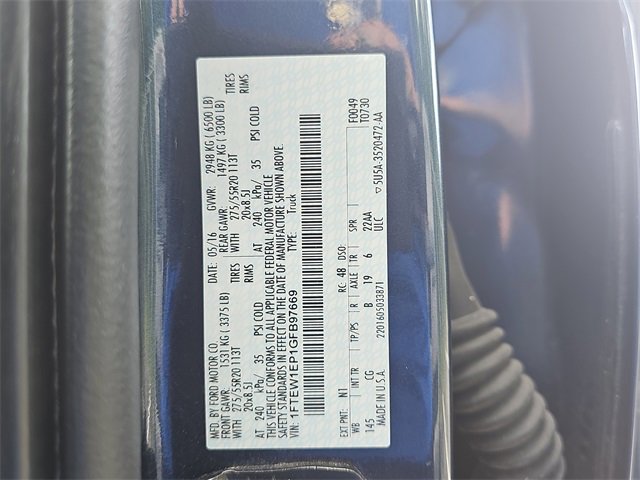 MFD. BY FORD MOTOR CO.
DATE: 05/16 GVWR: 2948 KG ( 6500 LB)
FRONT GAWR: 1531 KG ( 3375 LB) REAR GAWR: 1497 KG ( 3300 LB)
WITH 275/55R20 113T TIRES WITH 275/55R20 113T TIRES
20x8.5J RIMS 20x8.5J RIMS
AT 240 kPa/ 35 PSI COLD AT 240 kPa/ 35 PSI COLD
THIS VEHICLE CONFORMS TO ALL APPLICABLE FEDERAL MOTOR VEHICLE
SAFETY STANDARDS IN EFFECT ON THE DATE OF MANUFACTURE SHOWN ABOVE.
VIN: 1FTEW1EP1GFB97669
TYPE: Truck
F0049
T0730
EXT PNT: N1 RC: 48 DSO:
WB INT TR TP/PS R AXLE TR SPR
145 CG B 19 6 22AA
MADE IN U.S.A. 2201605033871 ULC
▽ 5U5A-3520472-AA